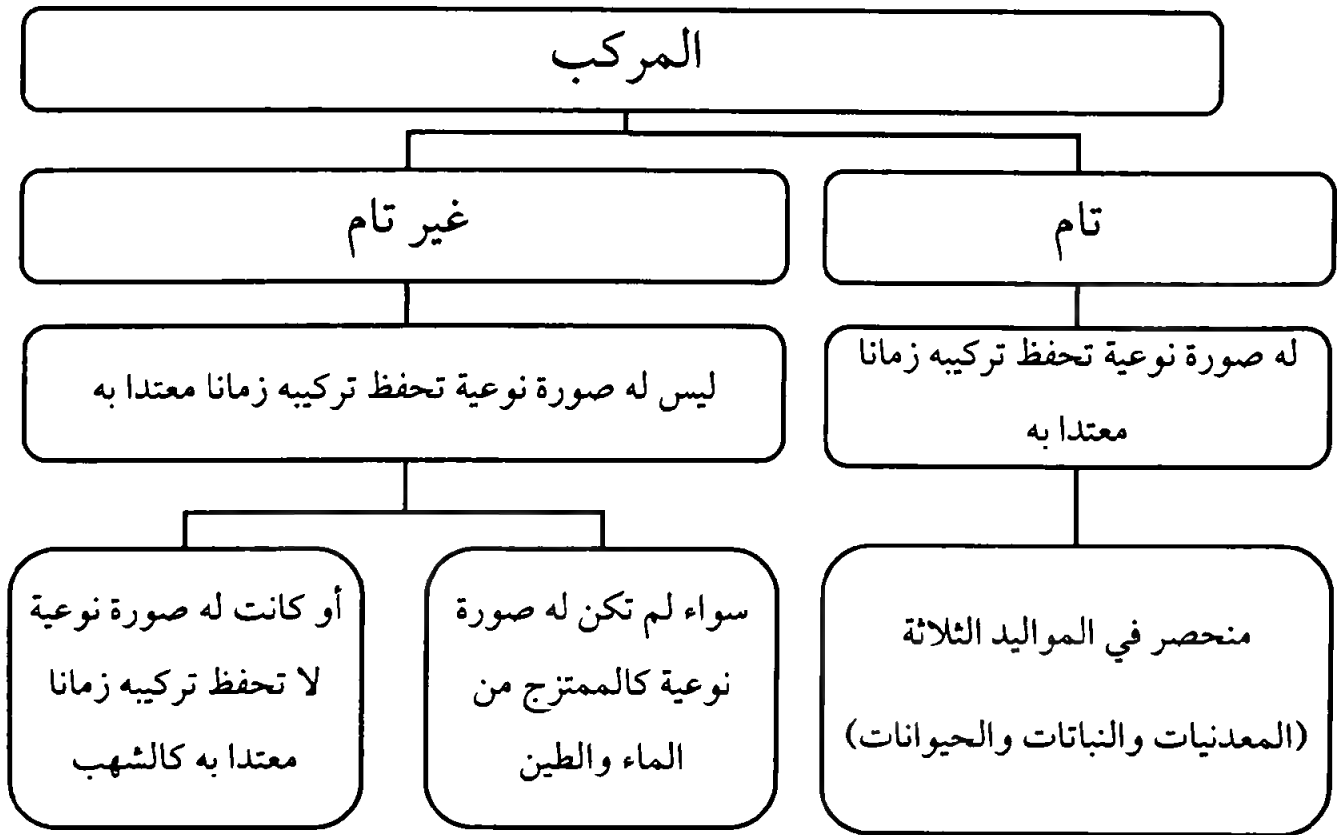 المركب
تام
غير تام
له صورة نوعية تحفظ تركيبه زمانا
معتدا به
ليس له صورة نوعية تحفظ تركيبه زمانا معتدا به
منحصر في المواليد الثلاثة
(المعدنيات والنباتات والحيوانات)
سواء لم تكن له صورة
نوعية كالممتزج من
الماء والطين
أو كانت له صورة نوعية
لا تحفظ تركيبه زمانا
معتدا به كالشهب